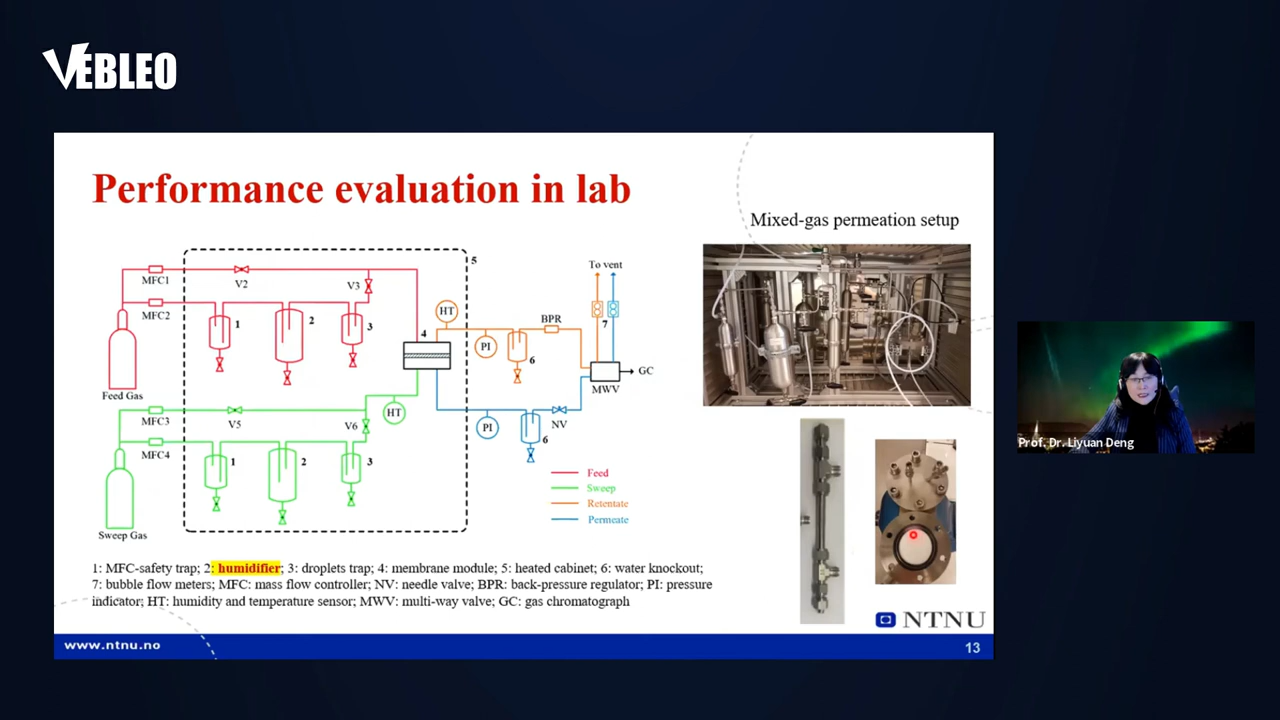 VEBLEO
Performance evaluation in lab
Mixed-gas permeation setup
5
To vent
MFC1
V2
V3
HT
MFC2
BPR
1
2
3
4
PI
7
6
GC
MWV
Feed Gas
HT
MFC3
V5
V6
PI
NV
MFC4
6
1
2
3
Feed
Sweep
Retentate
Permeate
Sweep Gas
1: MFC-safety trap; 2: humidifier; 3: droplets trap; 4: membrane module; 5: heated cabinet; 6: water knockout;
7: bubble flow meters; MFC: mass flow controller; NV: needle valve; BPR: back-pressure regulator; PI: pressure
indicator; HT: humidity and temperature sensor; MWV: multi-way valve; GC: gas chromatograph
NTNU
www.ntnu.no
13
Prof. Dr. Liyuan Deng